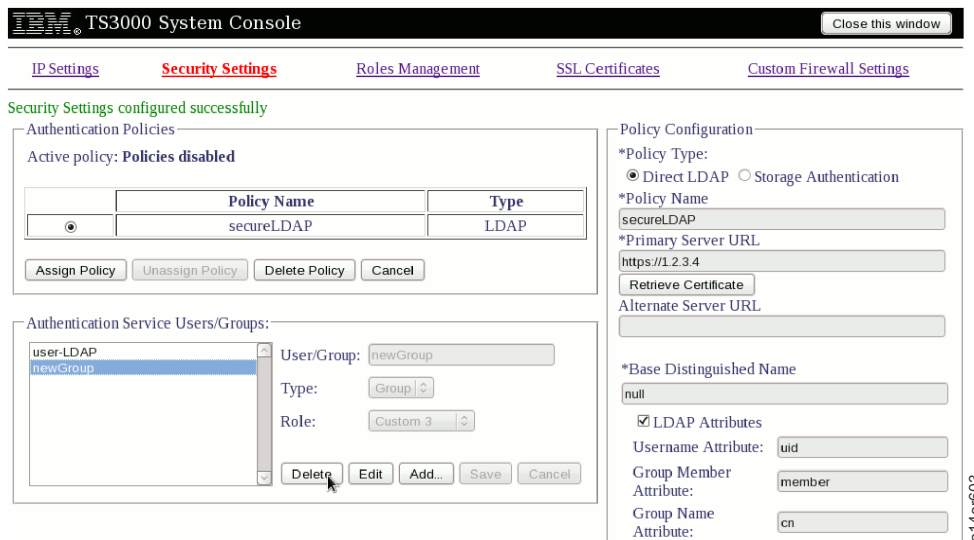 IBM® TS3000 System Console
Close this window
IP Settings
Security Settings
Roles Management
SSL Certificates
Custom Firewall Settings
Security Settings configured successfully
Authentication Policies
Active policy: Policies disabled
Policy Name Type
secureLDAP LDAP
Assign Policy
Unassign Policy
Delete Policy
Cancel
Authentication Service Users/Groups:
user-LDAP
newGroup
User/Group: newGroup
Type: Group
Role: Custom 3
Delete
Edit
Add...
Save
Cancel
Policy Configuration
*Policy Type:
Direct LDAP Storage Authentication
*Policy Name
secureLDAP
*Primary Server URL
https://1.2.3.4
Retrieve Certificate
Alternate Server URL
*Base Distinguished Name
null
LDAP Attributes
Username Attribute: uid
Group Member
Attribute:
member
Group Name
Attribute:
cn